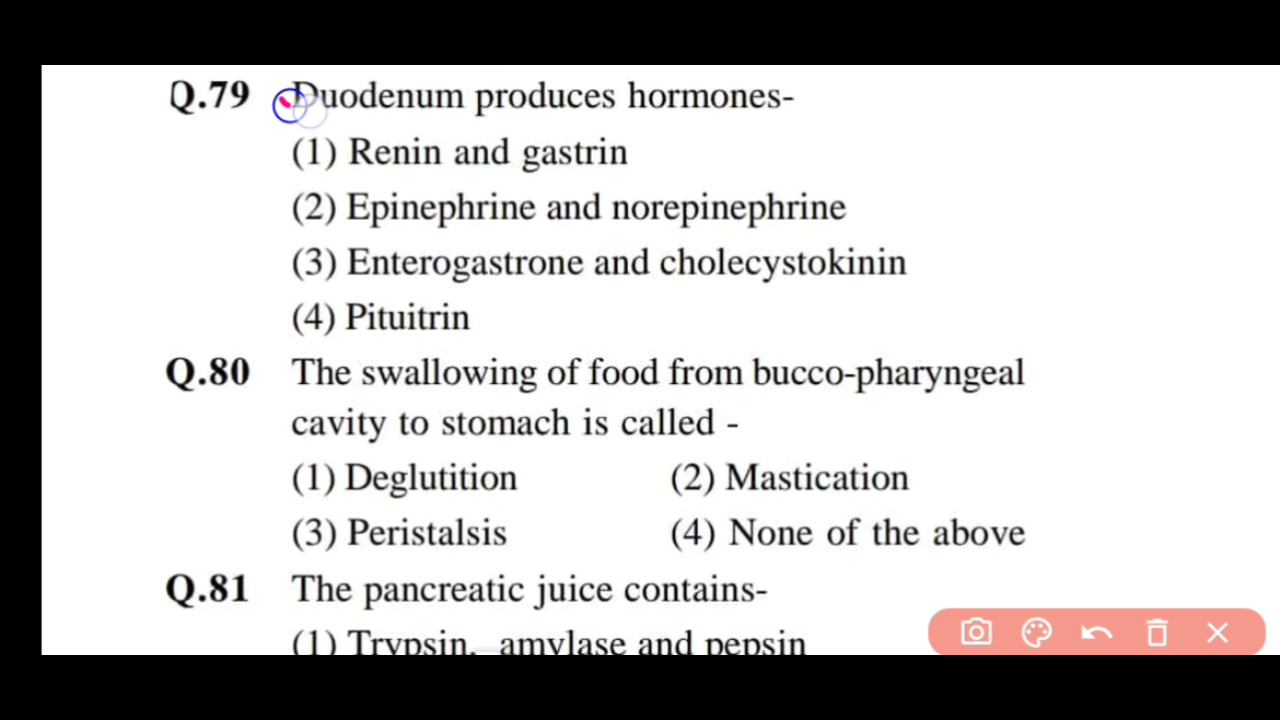 Q.79 Duodenum produces hormones-
(1) Renin and gastrin
(2) Epinephrine and norepinephrine
(3) Enterogastrone and cholecystokinin
(4) Pituitrin
Q.80 The swallowing of food from bucco-pharyngeal
cavity to stomach is called -
(1) Deglutition (2) Mastication
(3) Peristalsis (4) None of the above
Q.81 The pancreatic juice contains-
(1) Trypsin, amylase and pepsin